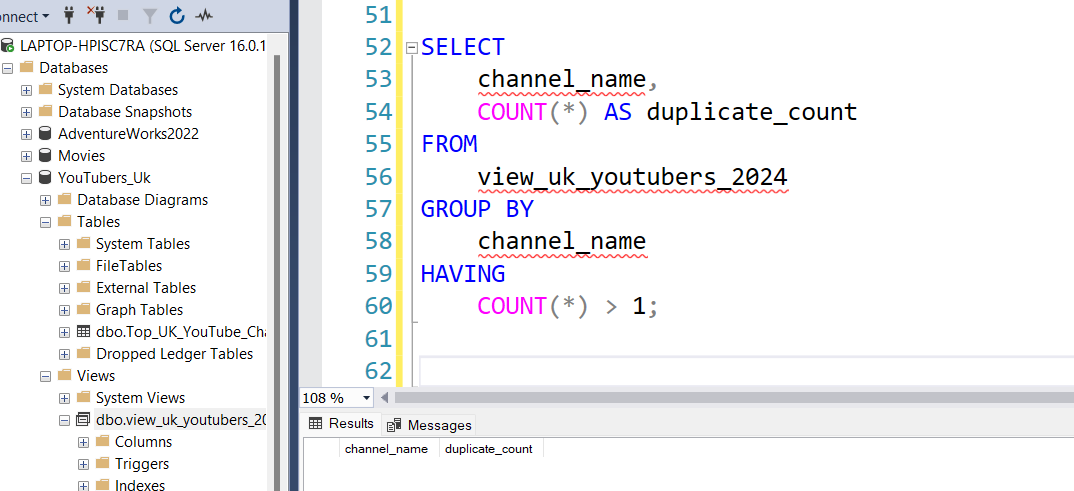 onnect
LAPTOP-HPISC7RA (SQL Server 16.0.1
Databases
System Databases
Database Snapshots
AdventureWorks2022
Movies
YouTubers_Uk
Database Diagrams
Tables
System Tables
FileTables
External Tables
Graph Tables
dbo.Top_UK_YouTube_Cha
Dropped Ledger Tables
Views
System Views
dbo.view_uk_youtubers_20
Columns
Triggers
Indexes
51
52 SELECT
53 channel_name,
54 COUNT(*) AS duplicate_count
55 FROM
56 view_uk_youtubers_2024
57 GROUP BY
58 channel_name
59 HAVING
60 COUNT(*) > 1;
61
62
108 %
Results Messages
channel_name duplicate_count